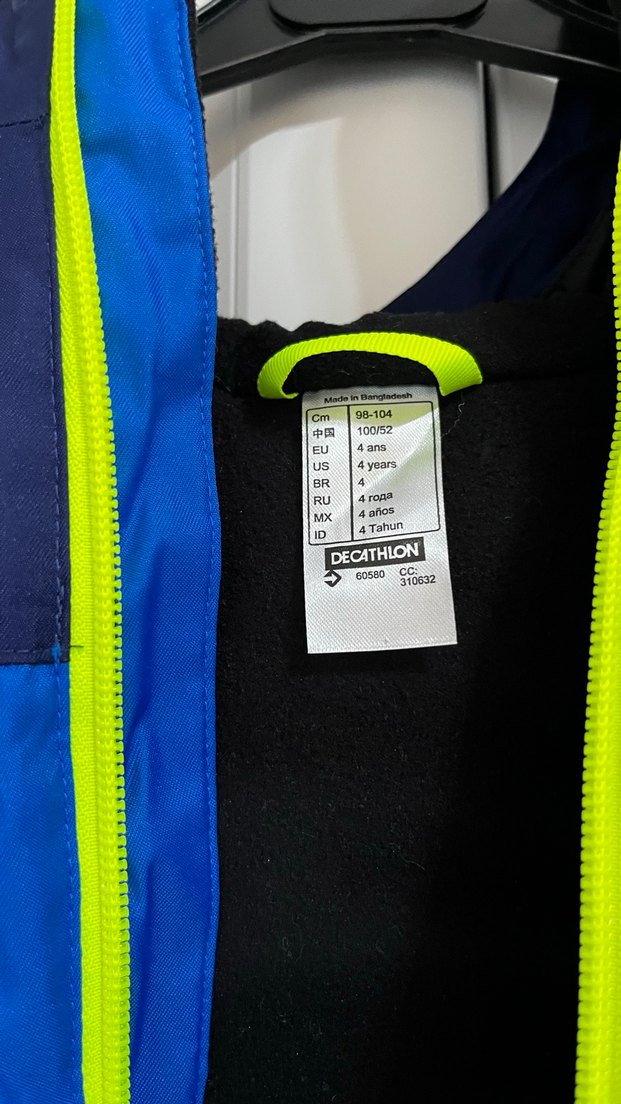 Made in Bangladesh
Cm 98-104
中国 100/52
EU 4 ans
US 4 years
BR 4
RU 4 года
MX 4 años
ID 4 Tahun
DECATHLON
60580 CC:
310632